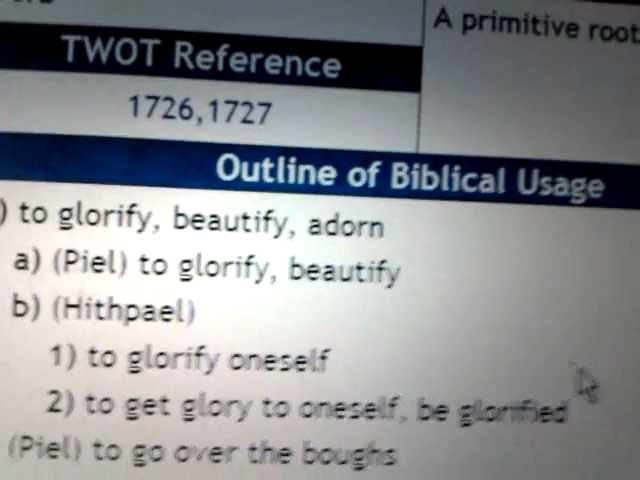 A primitive root
TWOT Reference
1726,1727
Outline of Biblical Usage
) to glorify, beautify, adorn
a) (Piel) to glorify, beautify
b) (Hithpael)
1) to glorify oneself
2) to get glory to oneself, be glorified
(Piel) to go over the boughs